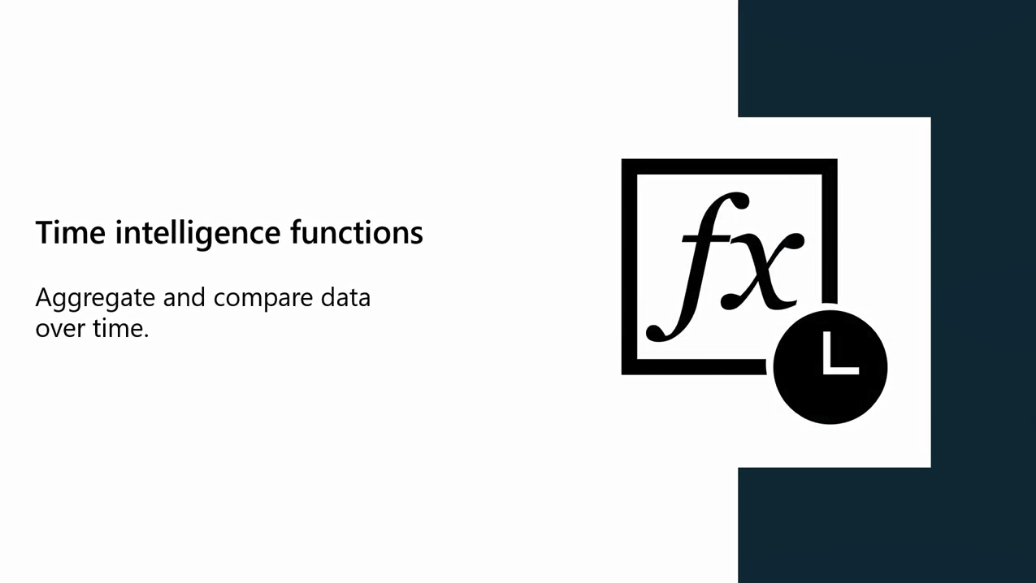 Time intelligence functions
Aggregate and compare data
over time.
fx